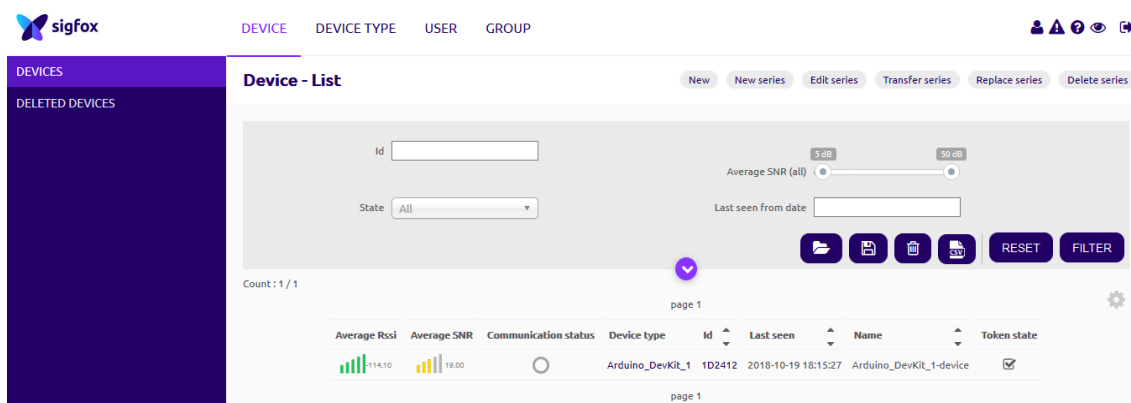 sigfox
DEVICE DEVICE TYPE USER GROUP
DEVICES
DELETED DEVICES
Device - List
New New series Edit series Transfer series Replace series Delete series
Id
5 dB 50 dB
Average SNR (all)
State All
Last seen from date
CSV RESET FILTER
Count : 1 / 1
page 1
Average Rssi Average SNR Communication status Device type Id Last seen Name Token state
-114.10 19.00 Arduino_DevKit_1 1D2412 2018-10-19 18:15:27 Arduino_DevKit_1-device
page 1